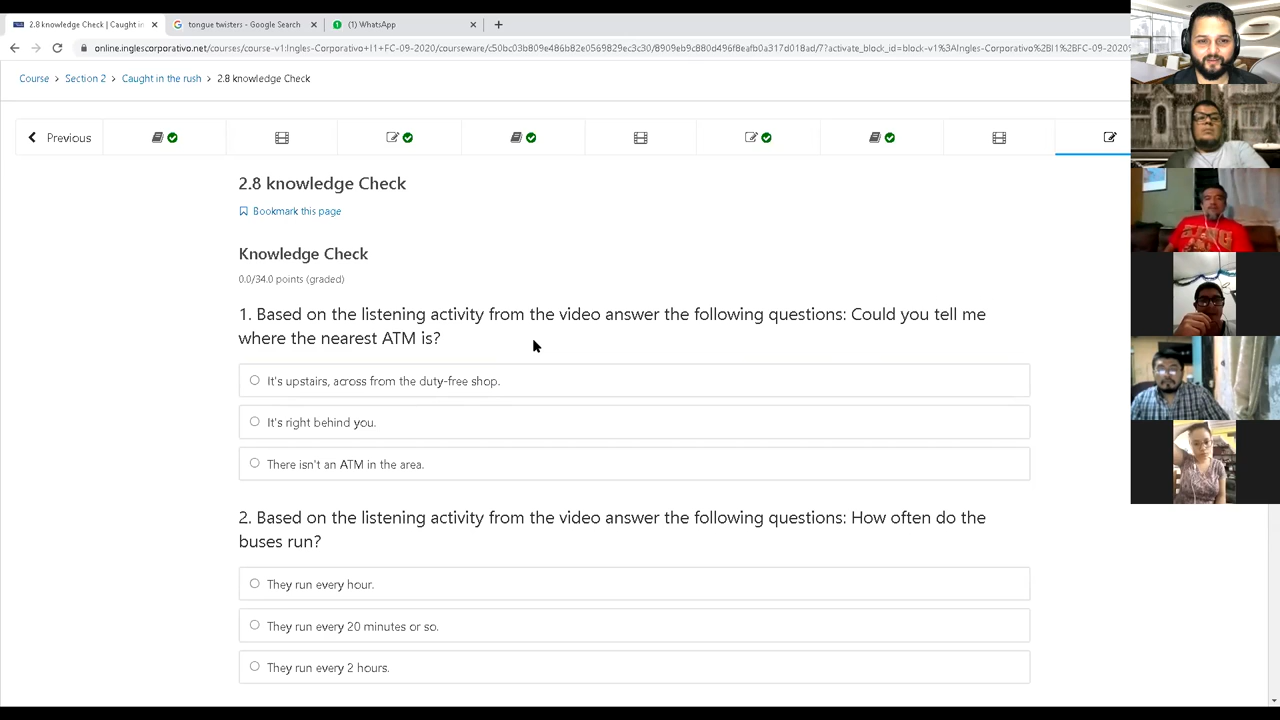 2.8 knowledge Check | Caught in
tongue twisters - Google Search
(1) WhatsApp
Course > Section 2 > Caught in the rush > 2.8 knowledge Check
Previous
2.8 knowledge Check
Bookmark this page
Knowledge Check
0.0/34.0 points (graded)
1. Based on the listening activity from the video answer the following questions: Could you tell me
where the nearest ATM is?
It's upstairs, across from the duty-free shop.
It's right behind you.
There isn't an ATM in the area.
2. Based on the listening activity from the video answer the following questions: How often do the
buses run?
They run every hour.
They run every 20 minutes or so.
They run every 2 hours.